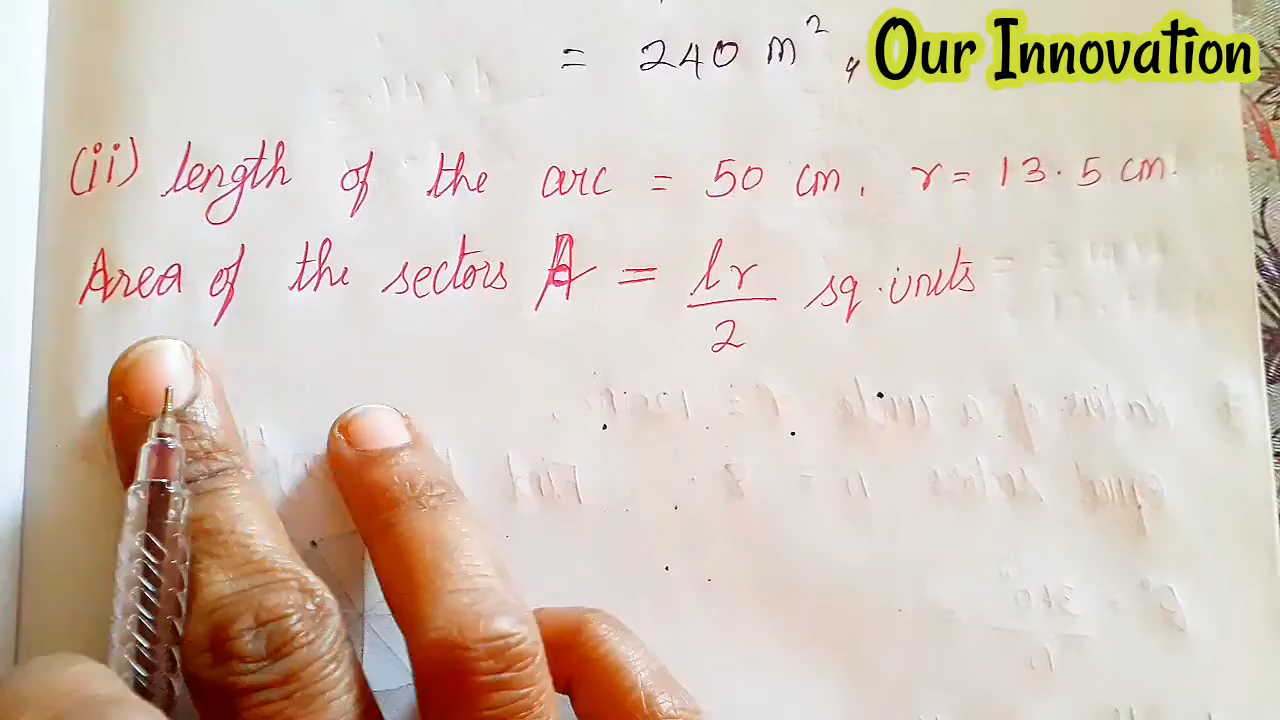 = 240 m²,,
Our Innovation
(ii) length of the arc = 50 cm, r = 13.5 cm.
Area of the sectors A = lr/2 sq.units